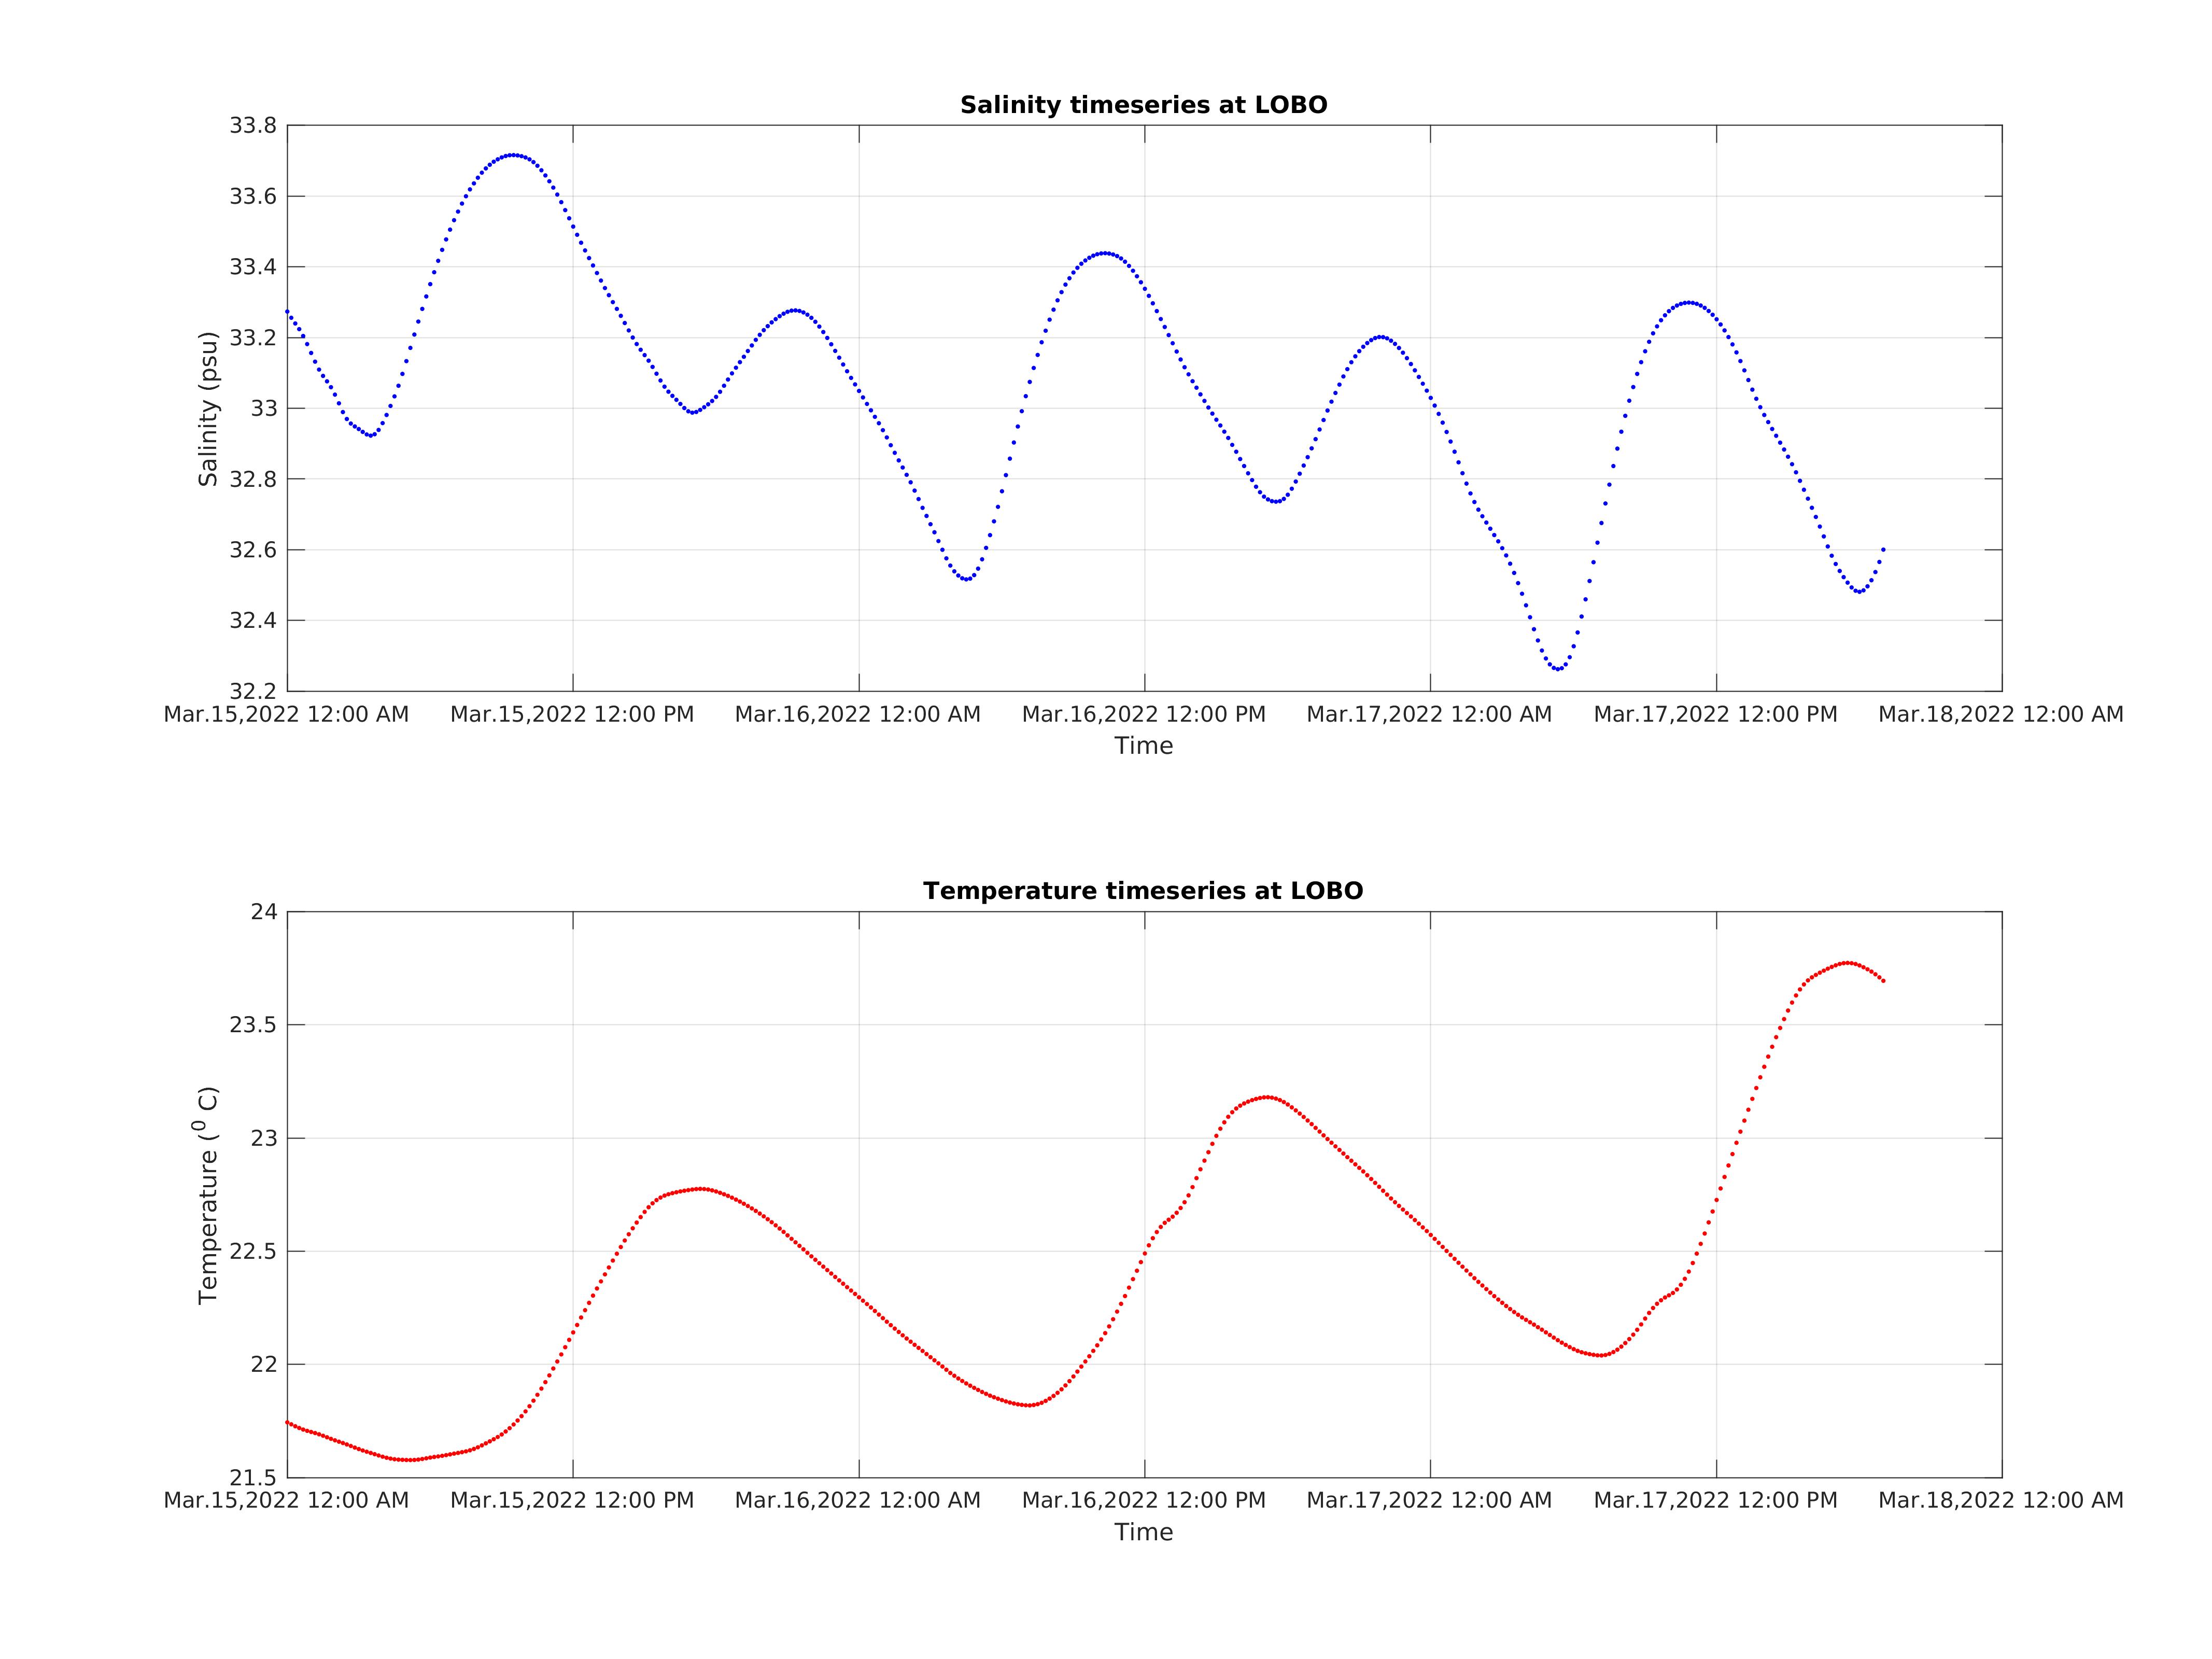 Salinity timeseries at LOBO
33.8
33.6
33.4
33.2
33
32.8
32.6
32.4
32.2
Salinity (psu)
Mar.15,2022 12:00 AM Mar.15,2022 12:00 PM Mar.16,2022 12:00 AM Mar.16,2022 12:00 PM Mar.17,2022 12:00 AM Mar.17,2022 12:00 PM Mar.18,2022 12:00 AM
Time
Temperature timeseries at LOBO
24
23.5
23
22.5
22
21.5
Temperature (⁰ C)
Mar.15,2022 12:00 AM Mar.15,2022 12:00 PM Mar.16,2022 12:00 AM Mar.16,2022 12:00 PM Mar.17,2022 12:00 AM Mar.17,2022 12:00 PM Mar.18,2022 12:00 AM
Time